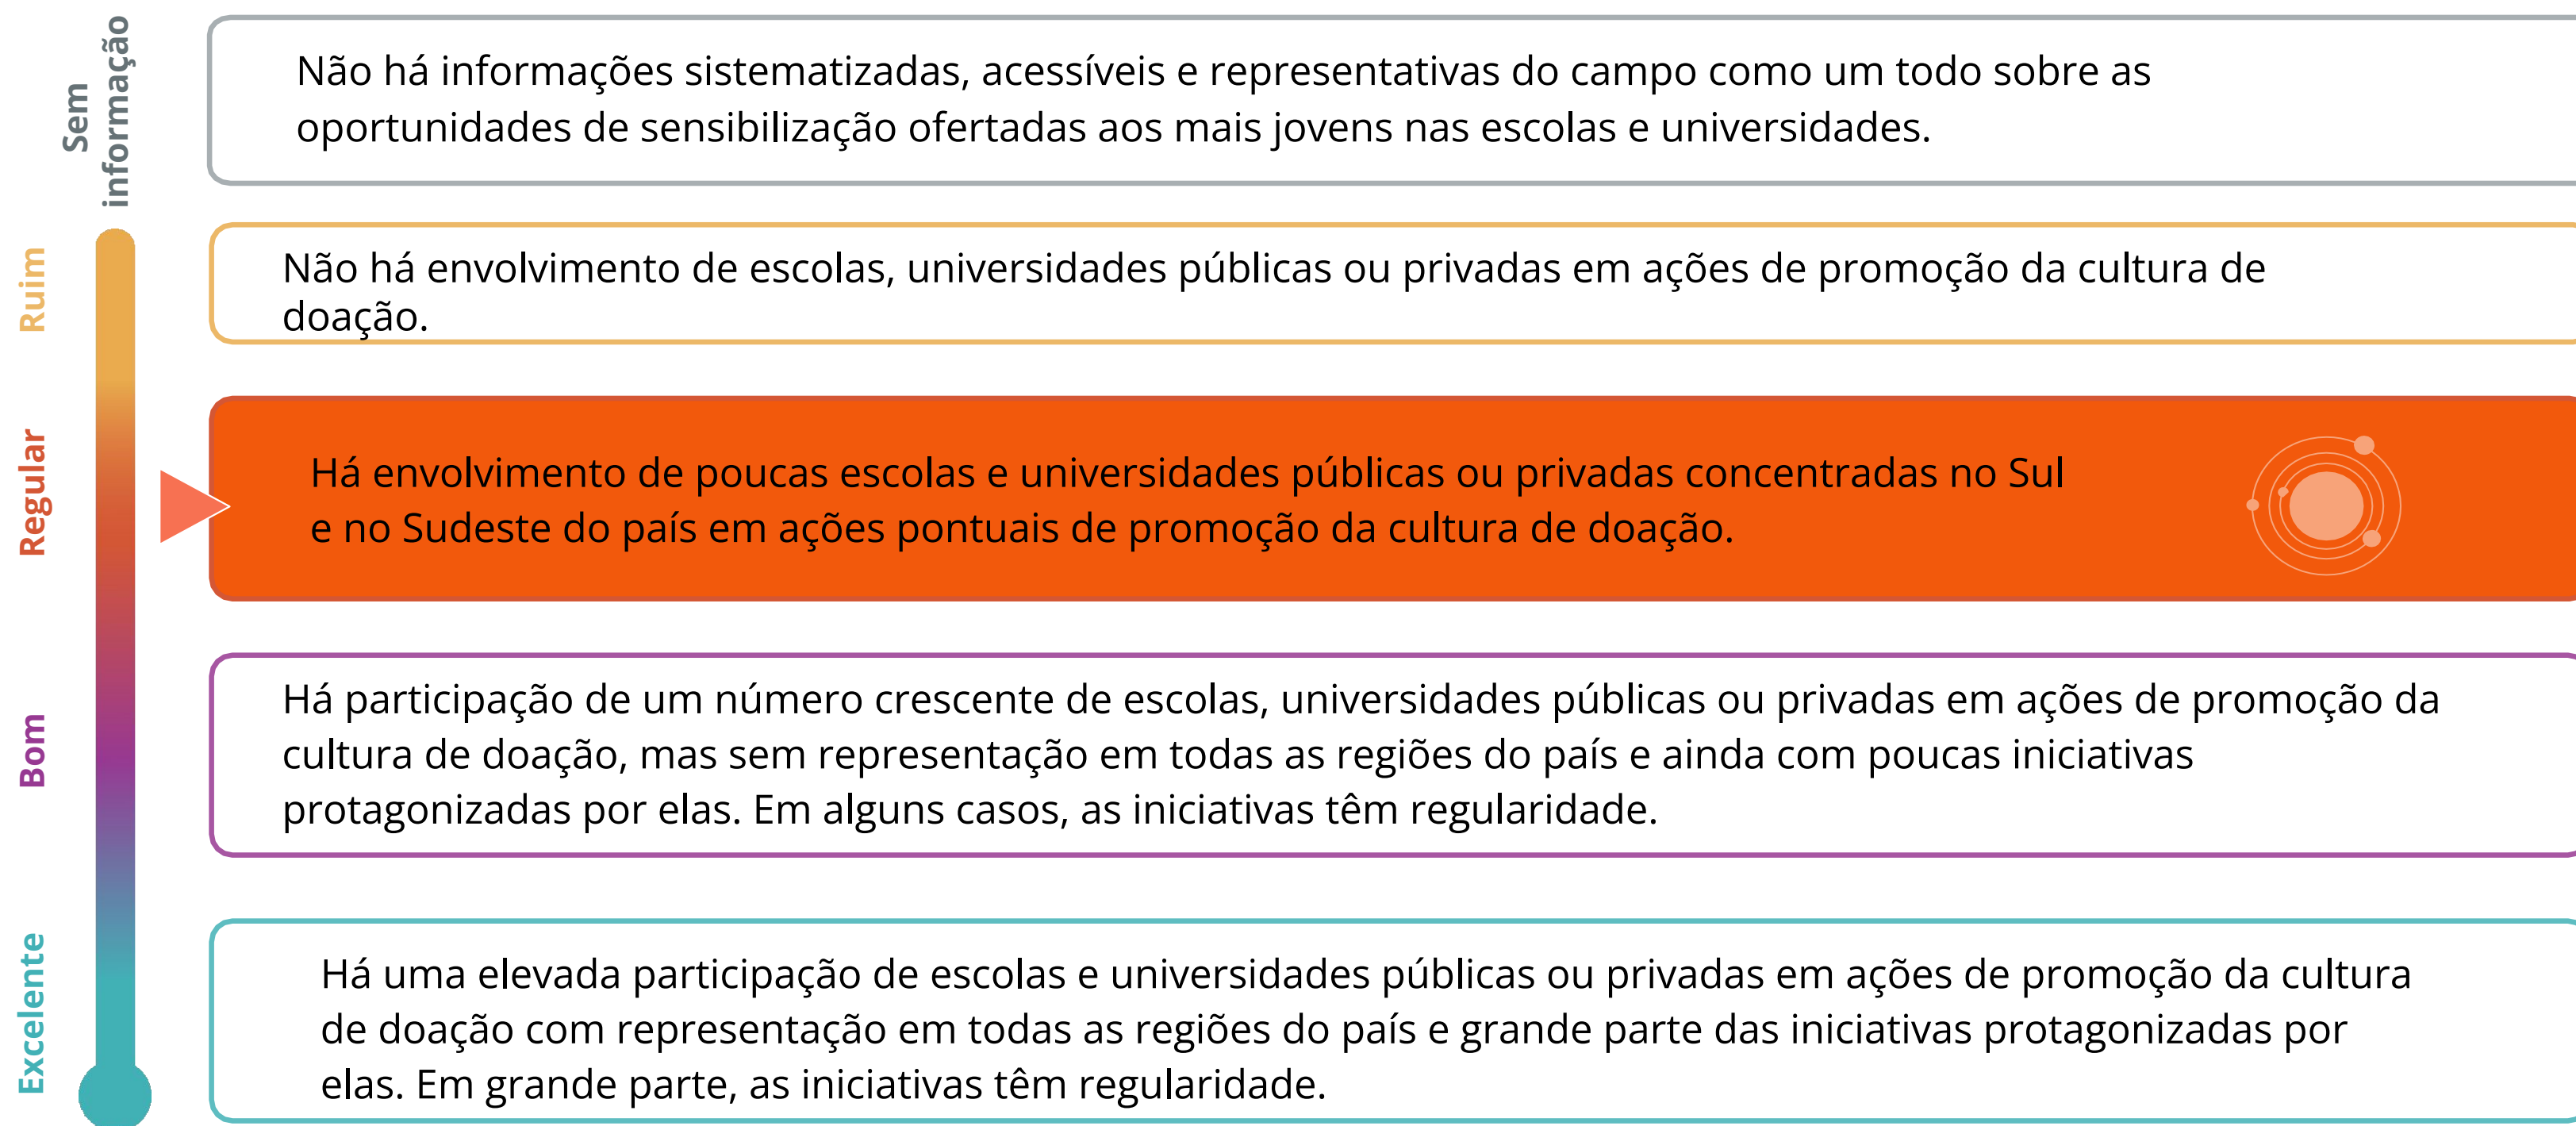 Sem
informação
Não há informações sistematizadas, acessíveis e representativas do campo como um todo sobre as
oportunidades de sensibilização ofertadas aos mais jovens nas escolas e universidades.
Ruim
Não há envolvimento de escolas, universidades públicas ou privadas em ações de promoção da cultura de
doação.
Regular
Há envolvimento de poucas escolas e universidades públicas ou privadas concentradas no Sul
e no Sudeste do país em ações pontuais de promoção da cultura de doação.
Bom
Há participação de um número crescente de escolas, universidades públicas ou privadas em ações de promoção da
cultura de doação, mas sem representação em todas as regiões do país e ainda com poucas iniciativas
protagonizadas por elas. Em alguns casos, as iniciativas têm regularidade.
Excelente
Há uma elevada participação de escolas e universidades públicas ou privadas em ações de promoção da cultura
de doação com representação em todas as regiões do país e grande parte das iniciativas protagonizadas por
elas. Em grande parte, as iniciativas têm regularidade.